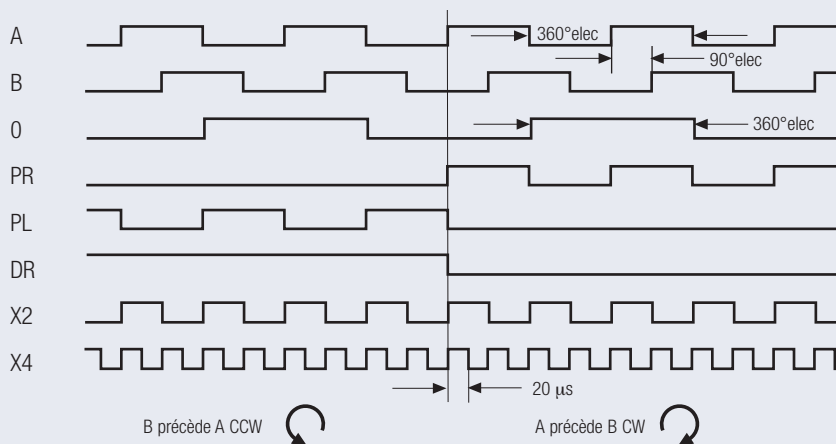 A
360°elec
90°elec
B
0
360°elec
PR
PL
DR
X2
X4
20 µs
B précède A CCW
A précède B CW